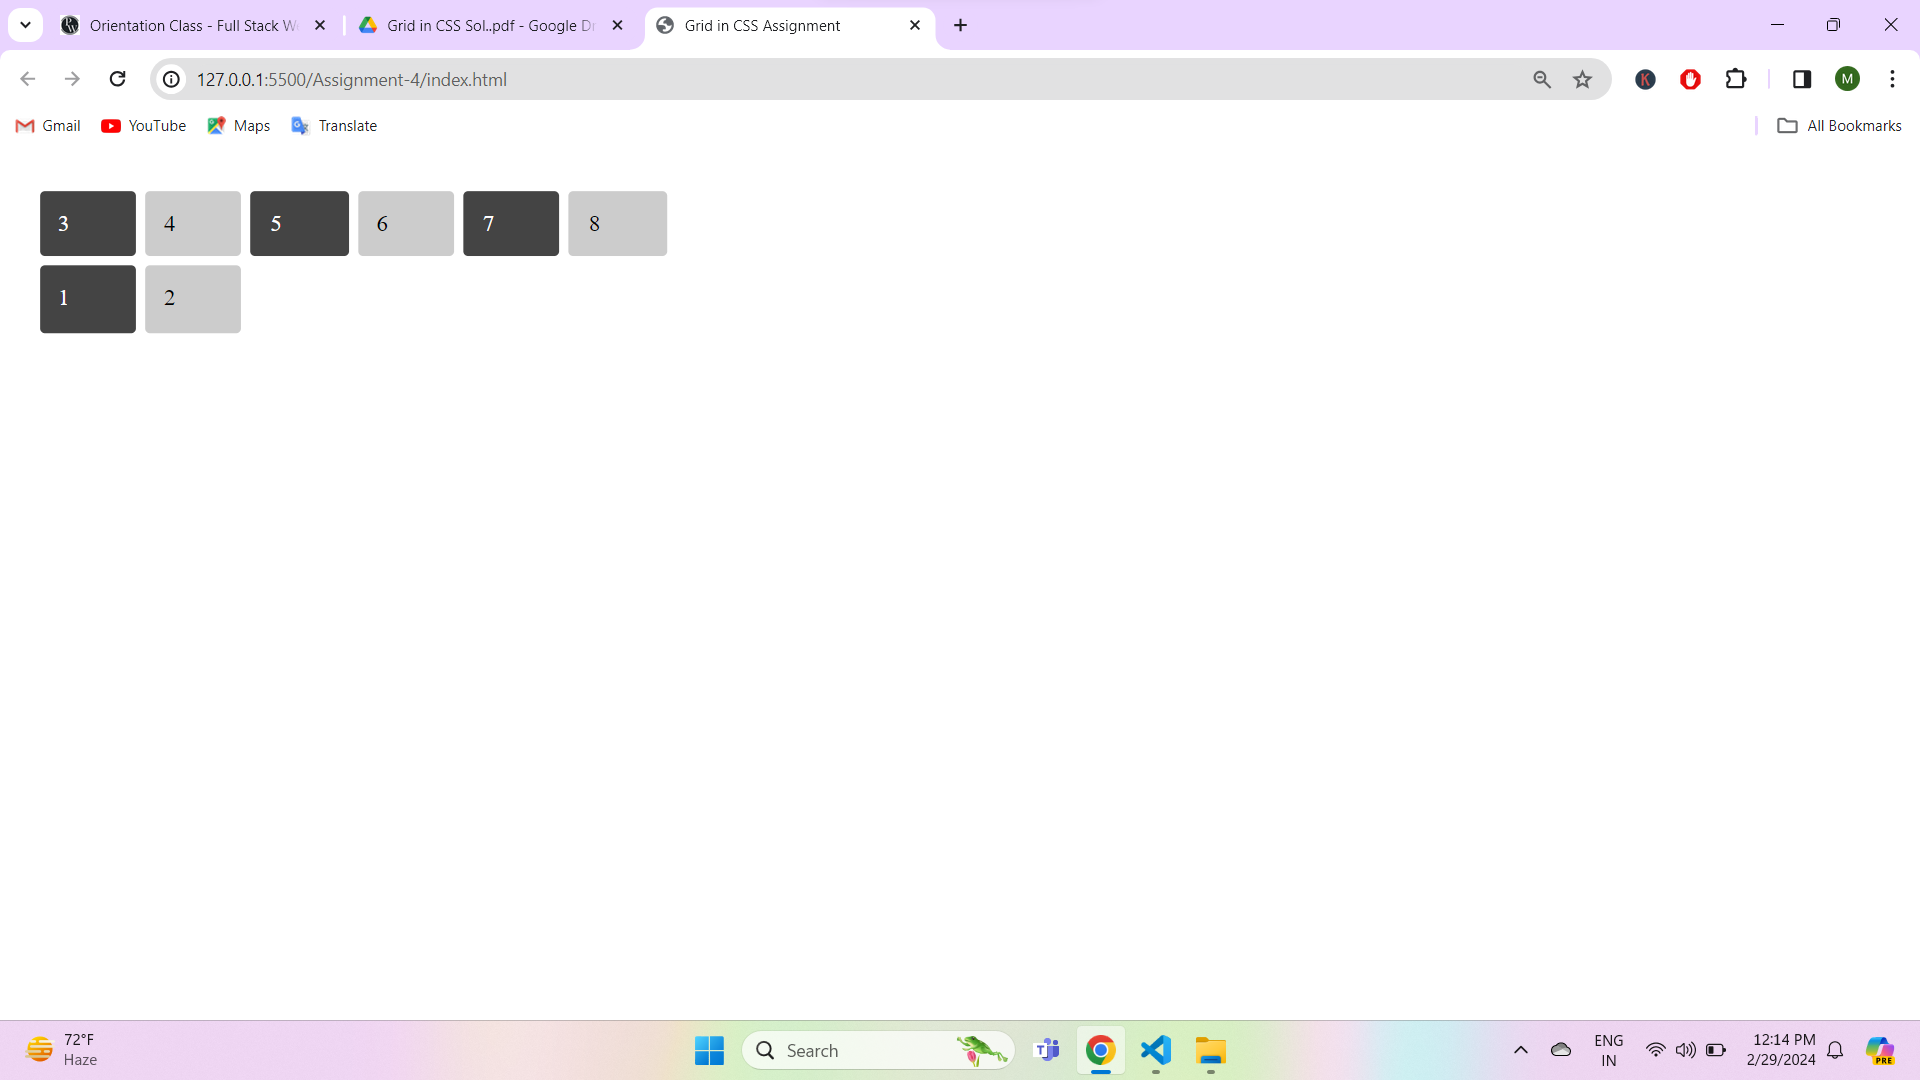 Orientation Class - Full Stack W
Grid in CSS Sol..pdf - Google Dr
Grid in CSS Assignment
127.0.0.1:5500/Assignment-4/index.html
K
M
Gmail
YouTube
Maps
Translate
All Bookmarks
3 4 5 6 7 8
1 2
72°F
Haze
Search
ENG
IN
12:14 PM
2/29/2024
PRE